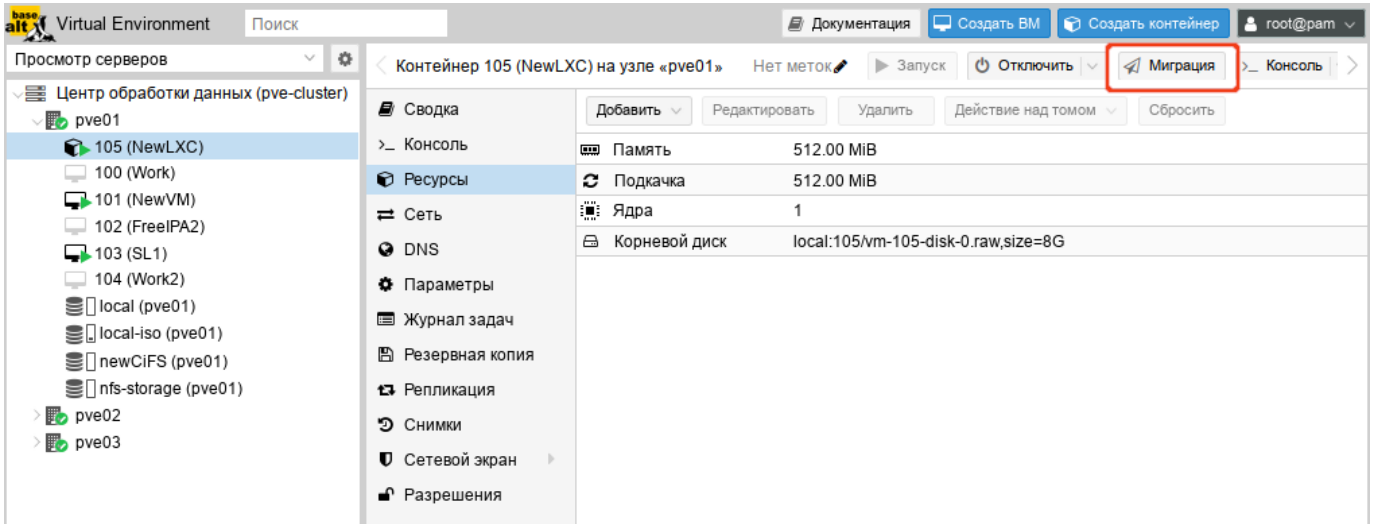 base alt Virtual Environment Поиск Документация Создать ВМ Создать контейнер root@pam
Просмотр серверов
Контейнер 105 (NewLXC) на узле «pve01» Нет меток Запуск Отключить Миграция >_ Консоль
Центр обработки данных (pve-cluster)
pve01
105 (NewLXC)
100 (Work)
101 (NewVM)
102 (FreeIPA2)
103 (SL1)
104 (Work2)
local (pve01)
local-iso (pve01)
newCiFS (pve01)
nfs-storage (pve01)
pve02
pve03
Сводка
>_ Консоль
Ресурсы
Сеть
DNS
Параметры
Журнал задач
Резервная копия
Репликация
Снимки
Сетевой экран
Разрешения
Добавить Редактировать Удалить Действие над томом Сбросить
Память 512.00 MiB
Подкачка 512.00 MiB
Ядра 1
Корневой диск local:105/vm-105-disk-0.raw,size=8G